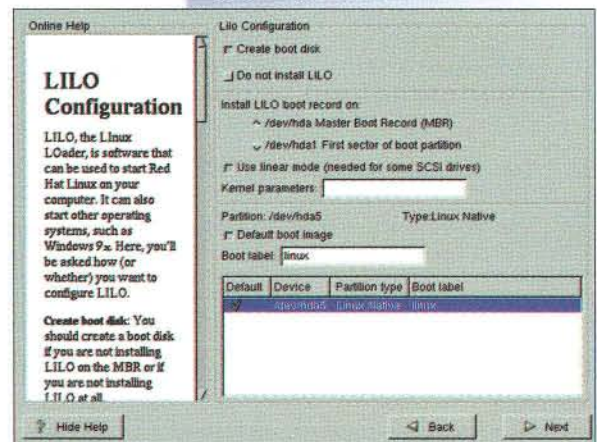 Online Help
LILO
Configuration
LILO, the LInux
LOader, is software that
can be used to start Red
Hat Linux on your
computer. It can also
start other operating
systems, such as
Windows 9x. Here, you'll
be asked how (or
whether) you want to
configure LILO.
Create boot disk: You
should create a boot disk
if you are not installing
LILO on the MBR or if
you are not installing
LILO at all.
Lilo Configuration
Create boot disk
Do not install LILO
Install LILO boot record on:
/dev/hda Master Boot Record (MBR)
/dev/hda1 First sector of boot partition
Use linear mode (needed for some SCSI drives)
Kernel parameters:
Partition: /dev/hda5 Type:Linux Native
Default boot image
Boot label: linux
Default Device Partition type Boot label
/dev/hda5 Linux Native linux
Hide Help
Back
Next